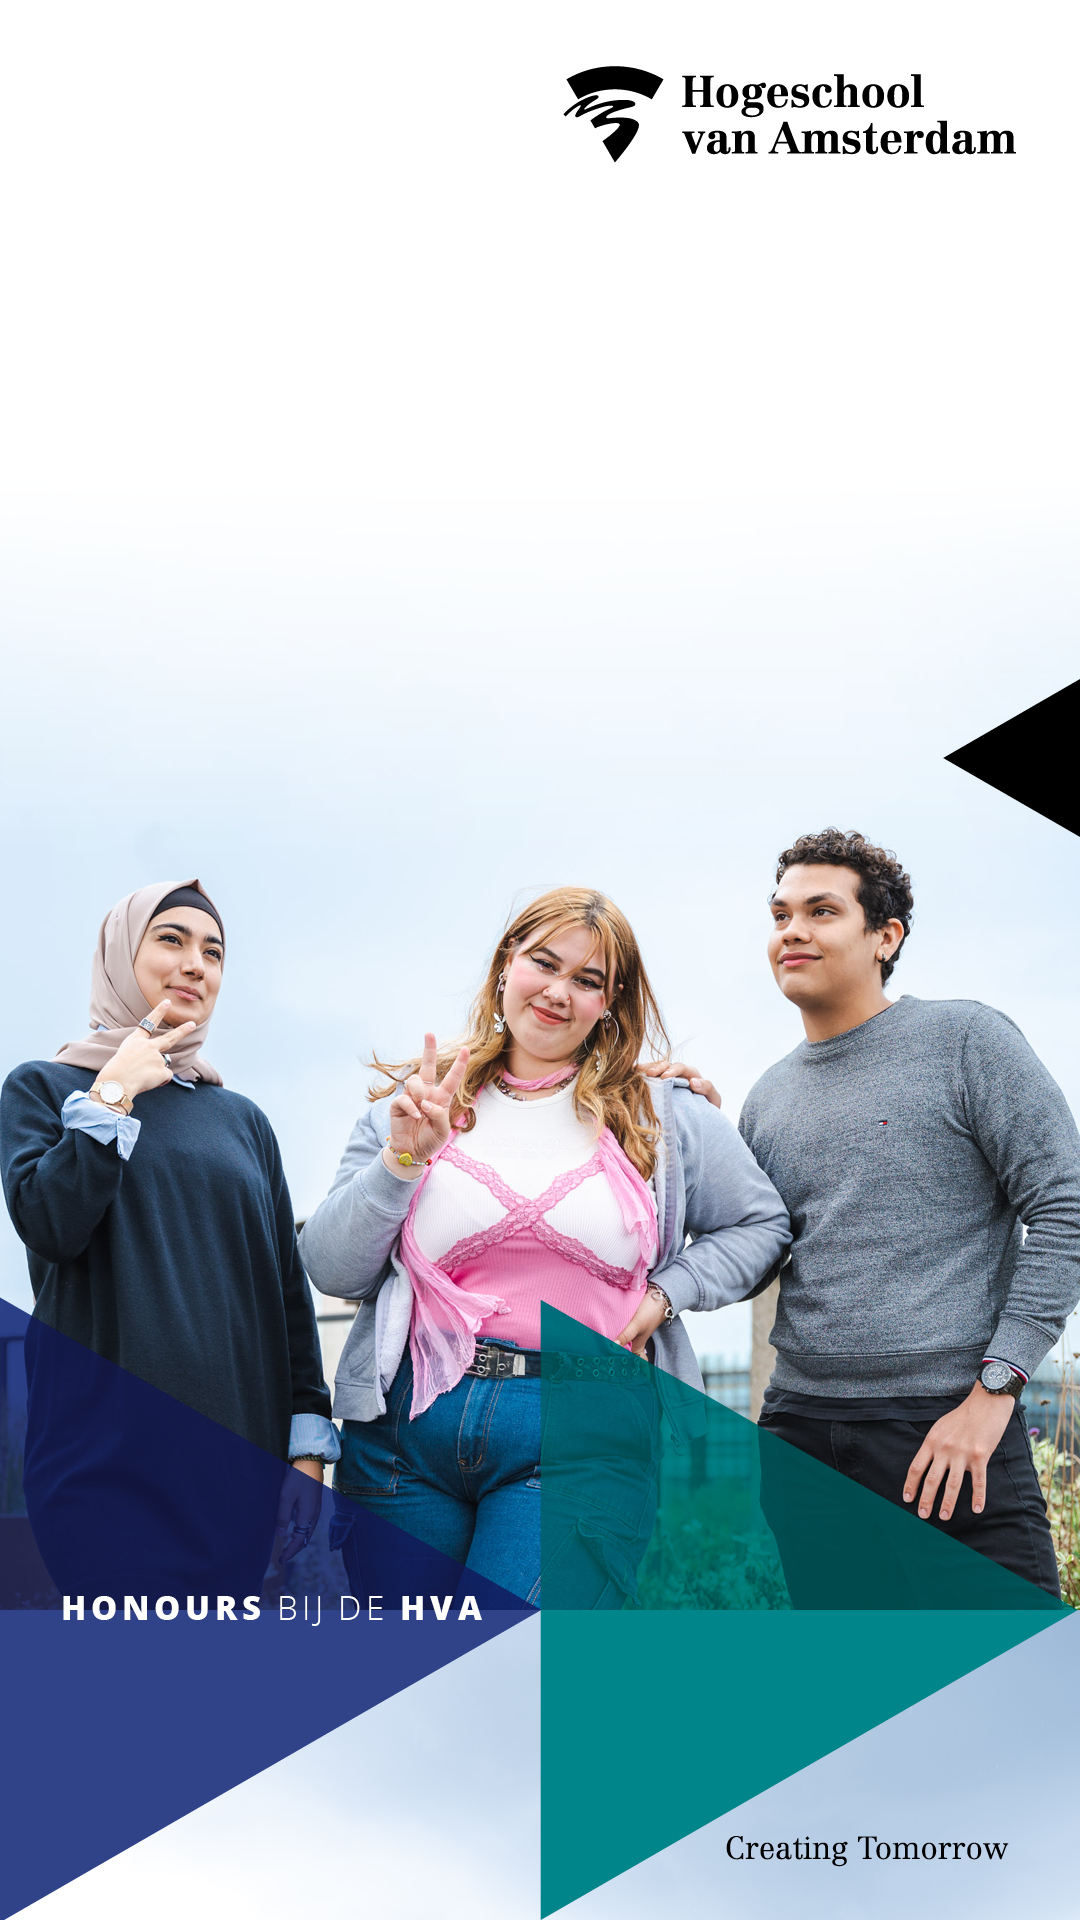 Hogeschool
van Amsterdam
HONOURS BIJ DE HVA
Creating Tomorrow